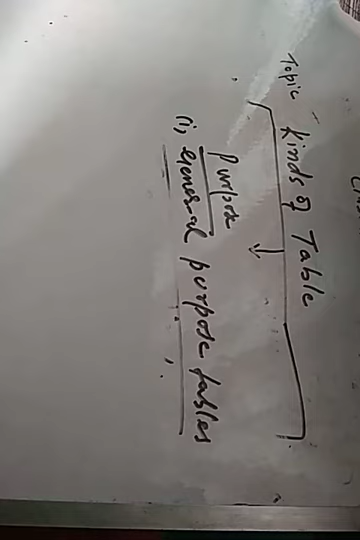 Topic - Kinds of Table
Purpose
(i) General purpose tables